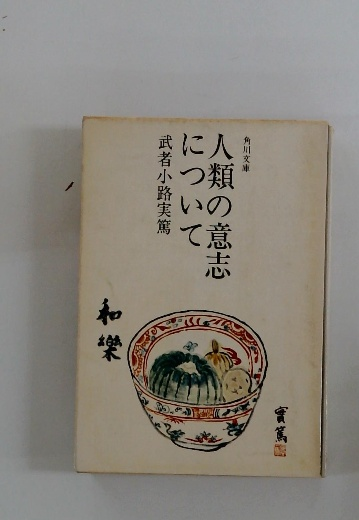 角川文庫
人類の意志
について
武者小路実篤
和樂
實篤